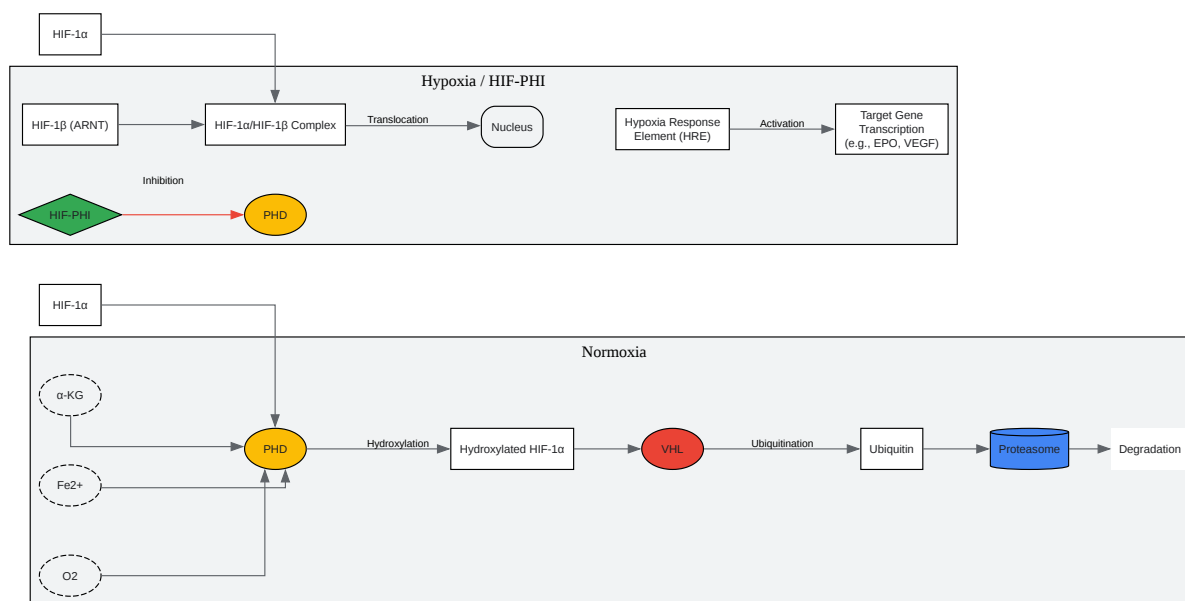 HIF-1α
Hypoxia / HIF-PHI
HIF-1β (ARNT)
HIF-1α/HIF-1β Complex
Translocation
Nucleus
Hypoxia Response
Element (HRE)
Activation
Target Gene
Transcription
(e.g., EPO, VEGF)
Inhibition
HIF-PHI
PHD
HIF-1α
Normoxia
α-KG
Fe2+
O2
PHD
Hydroxylation
Hydroxylated HIF-1α
VHL
Ubiquitination
Ubiquitin
Proteasome
Degradation